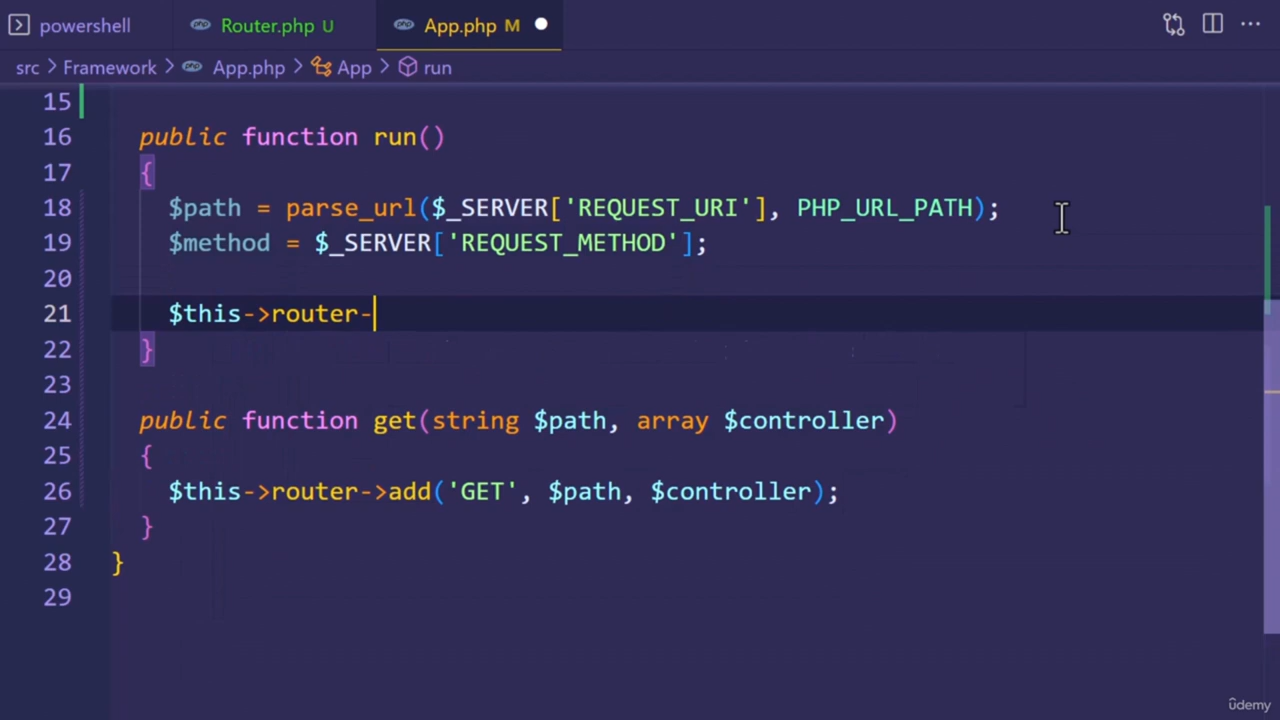 powershell Router.php U App.php M
src > Framework > App.php > App > run
15
16 public function run()
17 {
18 $path = parse_url($_SERVER['REQUEST_URI'], PHP_URL_PATH);
19 $method = $_SERVER['REQUEST_METHOD'];
20
21 $this->router-
22 }
23
24 public function get(string $path, array $controller)
25 {
26 $this->router->add('GET', $path, $controller);
27 }
28 }
29
ûdemy